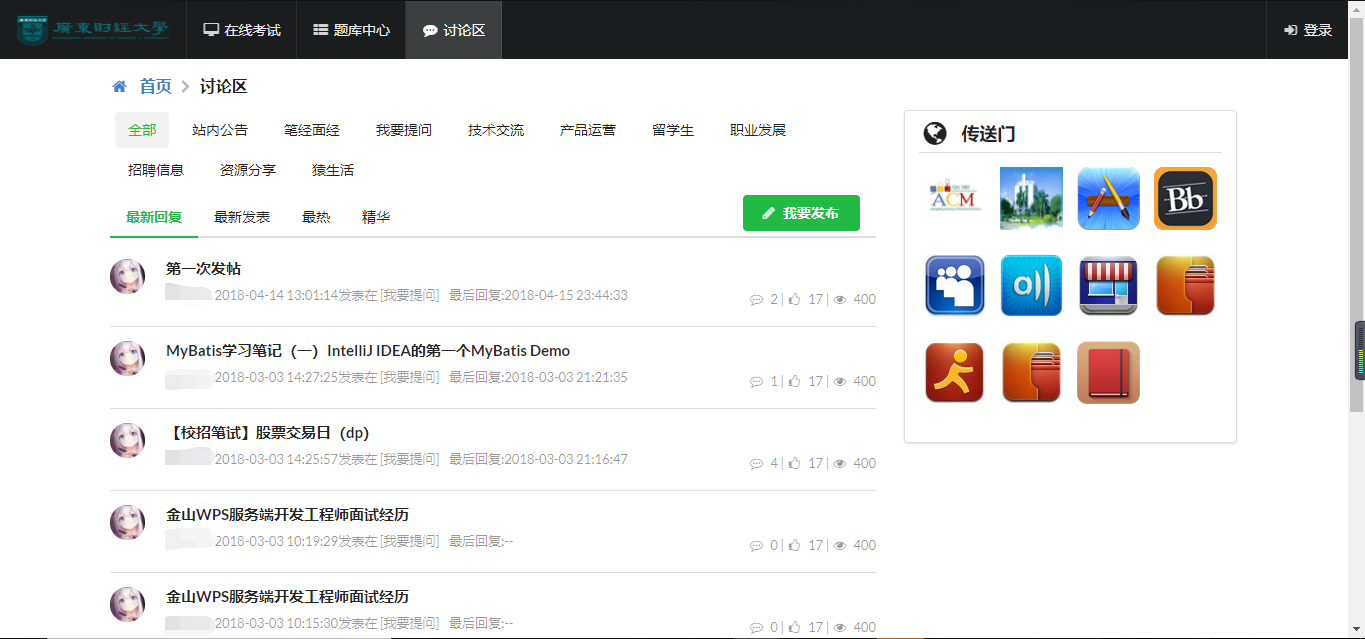 廣東财经大學
在线考试
题库中心
讨论区
登录
首页
讨论区
全部 站内公告 笔经面经 我要提问 技术交流 产品运营 留学生 职业发展
招聘信息 资源分享 猿生活
最新回复 最新发表 最热 精华
我要发布
第一次发帖
2018-04-14 13:01:14发表在 [我要提问] 最后回复:2018-04-15 23:44:33
2 | 17 | 400
MyBatis学习笔记（一）IntelliJ IDEA的第一个MyBatis Demo
2018-03-03 14:27:25发表在 [我要提问] 最后回复:2018-03-03 21:21:35
1 | 17 | 400
【校招笔试】股票交易日（dp）
2018-03-03 14:25:57发表在 [我要提问] 最后回复:2018-03-03 21:16:47
4 | 17 | 400
金山WPS服务端开发工程师面试经历
2018-03-03 10:19:29发表在 [我要提问] 最后回复:--
0 | 17 | 400
金山WPS服务端开发工程师面试经历
2018-03-03 10:15:30发表在 [我要提问] 最后回复:--
0 | 17 | 400
传送门
ACM
Bb